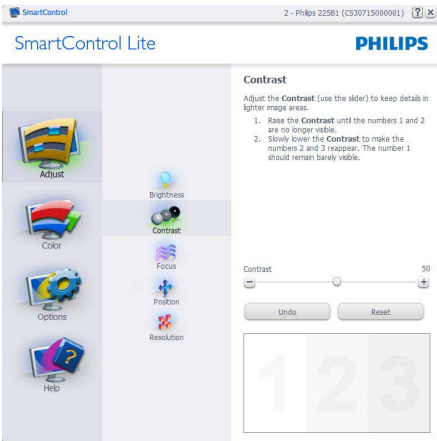 SmartControl
2 - Philips 225B1 (CS30715000001)
?
SmartControl Lite
PHILIPS
Adjust
Color
Options
Help
Brightness
Contrast
Focus
Position
Resolution
Contrast
Adjust the Contrast (use the slider) to keep details in
lighter image areas.
1. Raise the Contrast until the numbers 1 and 2
are no longer visible.
2. Slowly lower the Contrast to make the
numbers 2 and 3 reappear. The number 1
should remain barely visible.
Contrast 50
Undo Reset
1 2 3